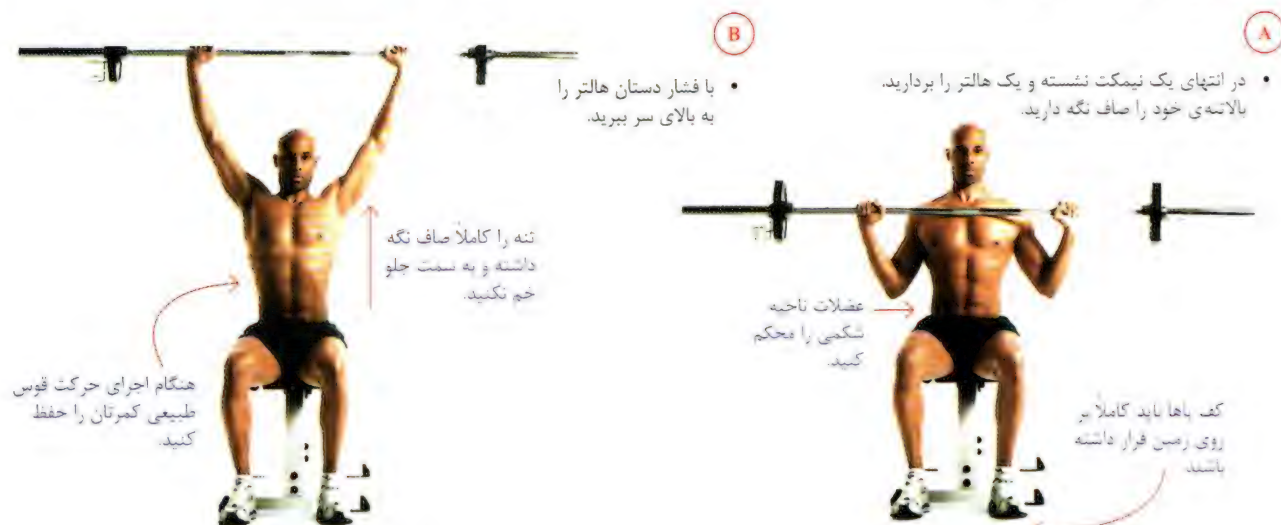 A
• در انتهای یک نیمکت نشسته و یک هالتر را بردارید.
بالاتنه‌ی خود را صاف نگه دارید.
عضلات ناحیه
شکمی را محکم
کنید.
کف پاها باید کاملاً بر
روی زمین قرار داشته
باشند
B
• با فشار دستان هالتر را
به بالای سر ببرید.
تنه را کاملاً صاف نگه
داشته و به سمت جلو
خم نکنید.
هنگام اجرای حرکت قوس
طبیعی کمرتان را حفظ
کنید.